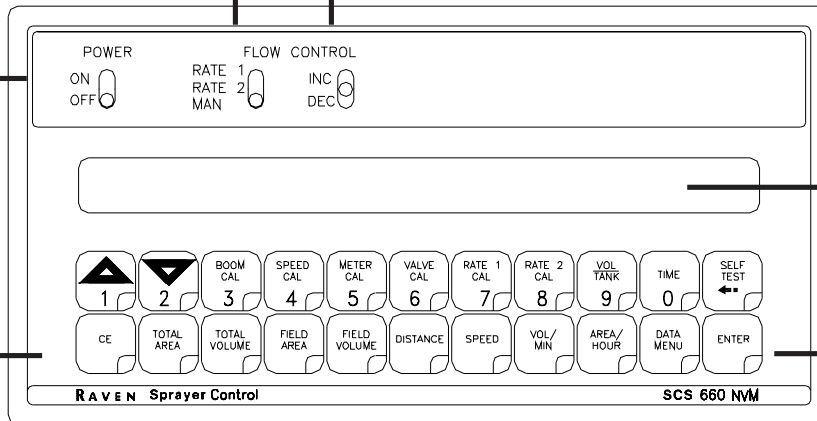 POWER
ON
OFF
FLOW CONTROL
RATE 1
RATE 2
MAN
INC
DEC
1
2
BOOM
CAL
3
SPEED
CAL
4
METER
CAL
5
VALVE
CAL
6
RATE 1
CAL
7
RATE 2
CAL
8
VOL
TANK
9
TIME
0
SELF
TEST
CE
TOTAL
AREA
TOTAL
VOLUME
FIELD
AREA
FIELD
VOLUME
DISTANCE
SPEED
VOL/
MIN
AREA/
HOUR
DATA
MENU
ENTER
RAVEN Sprayer Control
SCS 660 NVM